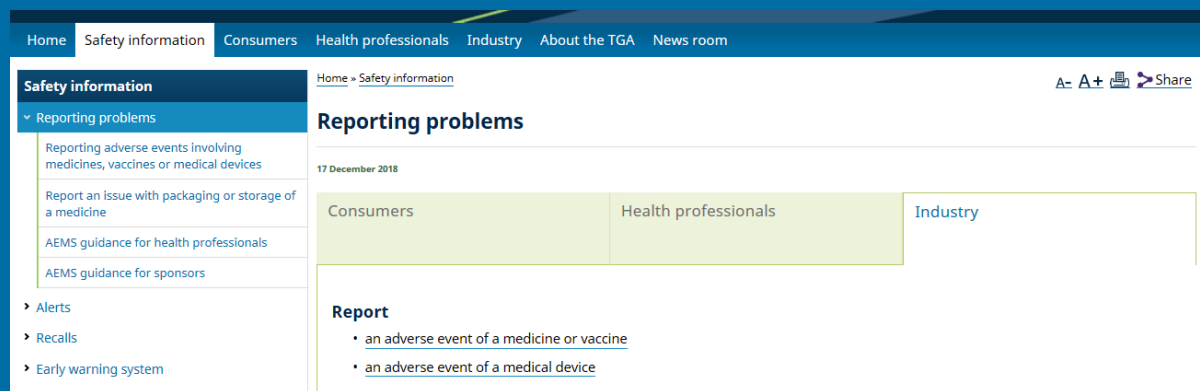 Home Safety information Consumers Health professionals Industry About the TGA News room
Safety information
Reporting problems
Reporting adverse events involving
medicines, vaccines or medical devices
Report an issue with packaging or storage of
a medicine
AEMS guidance for health professionals
AEMS guidance for sponsors
Alerts
Recalls
Early warning system
Home » Safety information
A- A+ Share
Reporting problems
17 December 2018
Consumers Health professionals Industry
Report
• an adverse event of a medicine or vaccine
• an adverse event of a medical device